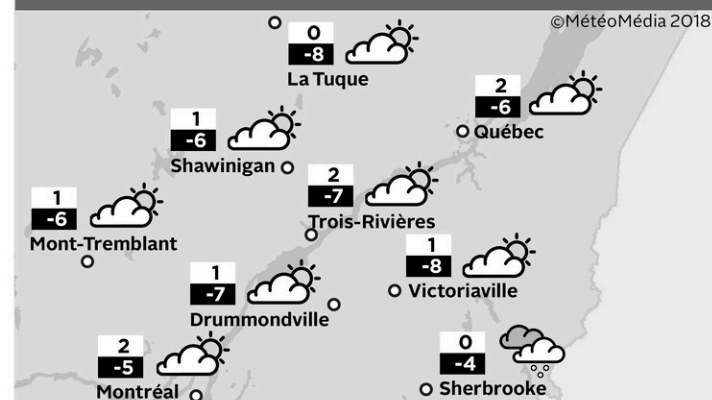 ©MétéoMédia 2018
0
-8
La Tuque
2
-6
Québec
1
-6
Shawinigan
2
-7
Trois-Rivières
1
-6
Mont-Tremblant
1
-8
Victoriaville
1
-7
Drummondville
2
-5
Montréal
0
-4
Sherbrooke